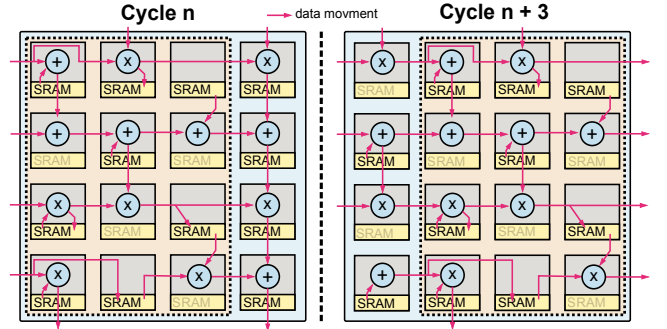 Cycle n
data movment
Cycle n + 3
+ x x
SRAM SRAM SRAM SRAM
+ + + +
SRAM SRAM SRAM SRAM
x x x
SRAM SRAM SRAM SRAM
x x +
SRAM SRAM SRAM SRAM
x + x
SRAM SRAM SRAM SRAM
+ + + +
SRAM SRAM SRAM SRAM
x x x
SRAM SRAM SRAM SRAM
+ x x
SRAM SRAM SRAM SRAM